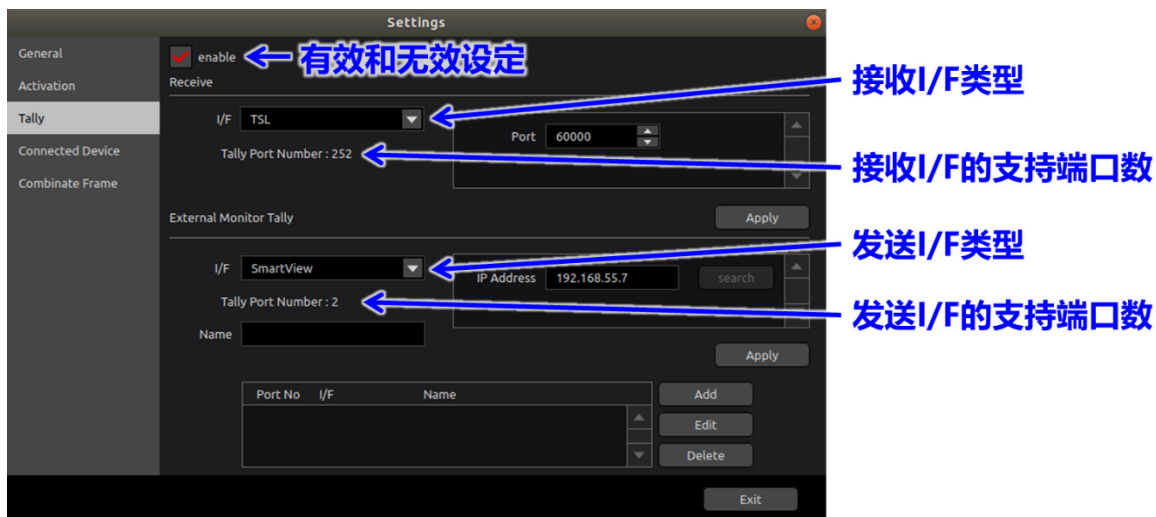 Settings
General
Activation
Tally
Connected Device
Combinate Frame
enable
有效和无效设定
Receive
I/F TSL
Port 60000
接收I/F类型
Tally Port Number : 252
接收I/F的支持端口数
External Monitor Tally
Apply
发送I/F类型
I/F SmartView
IP Address 192.168.55.7 search
Tally Port Number : 2
发送I/F的支持端口数
Name
Apply
Port No I/F Name
Add
Edit
Delete
Exit